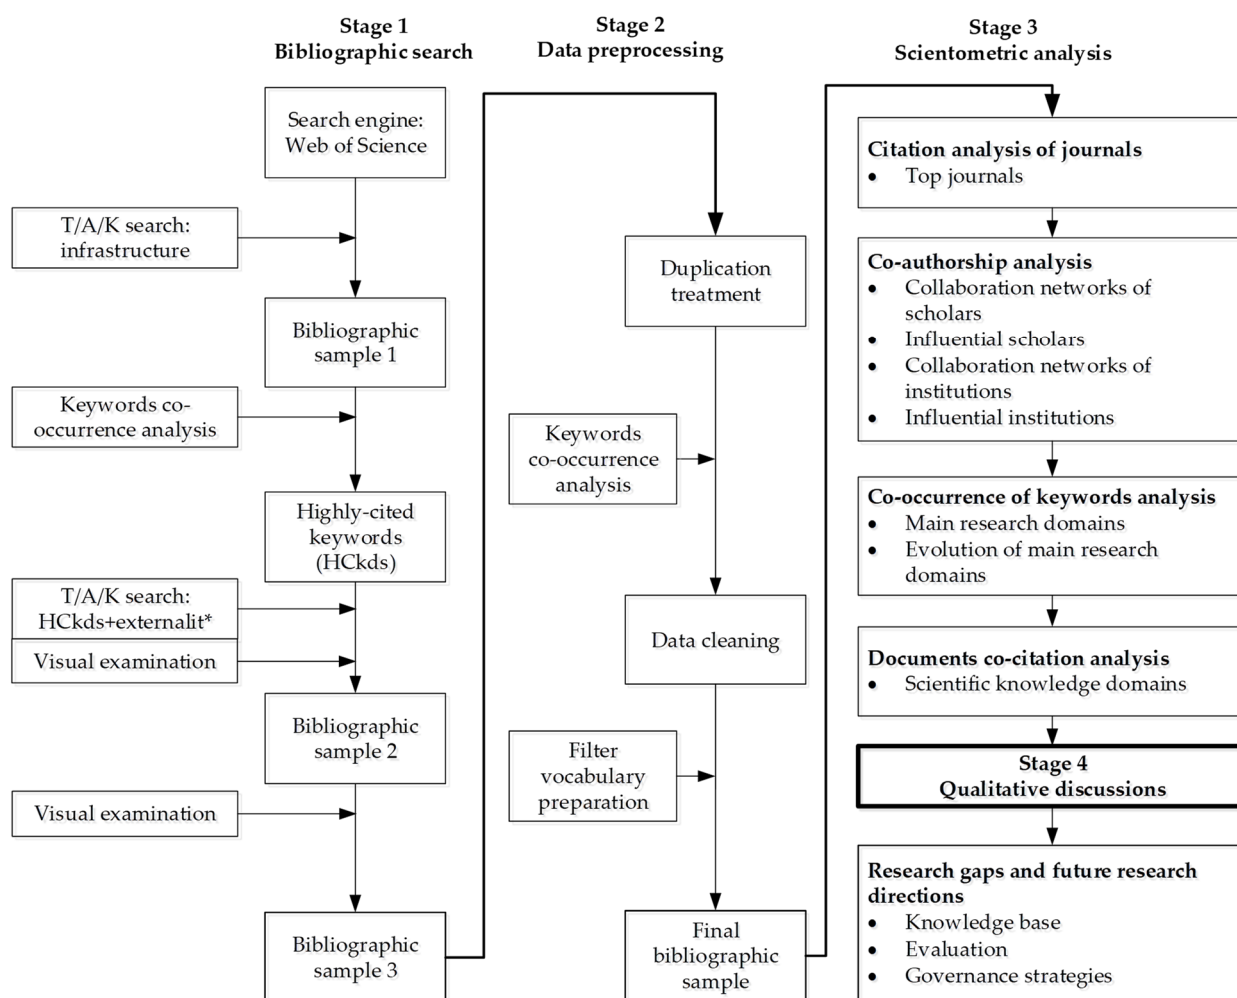 Stage 1
Bibliographic search
Search engine:
Web of Science
T/A/K search:
infrastructure
Bibliographic
sample 1
Keywords co-
occurrence analysis
Highly-cited
keywords
(HCkds)
T/A/K search:
HCkds+externalit*
Visual examination
Bibliographic
sample 2
Visual examination
Bibliographic
sample 3
Stage 2
Data preprocessing
Duplication
treatment
Keywords
co-occurrence
analysis
Data cleaning
Filter
vocabulary
preparation
Final
bibliographic
sample
Stage 3
Scientometric analysis
Citation analysis of journals
• Top journals
Co-authorship analysis
• Collaboration networks of
scholars
• Influential scholars
• Collaboration networks of
institutions
• Influential institutions
Co-occurrence of keywords analysis
• Main research domains
• Evolution of main research
domains
Documents co-citation analysis
• Scientific knowledge domains
Stage 4
Qualitative discussions
Research gaps and future research
directions
• Knowledge base
• Evaluation
• Governance strategies